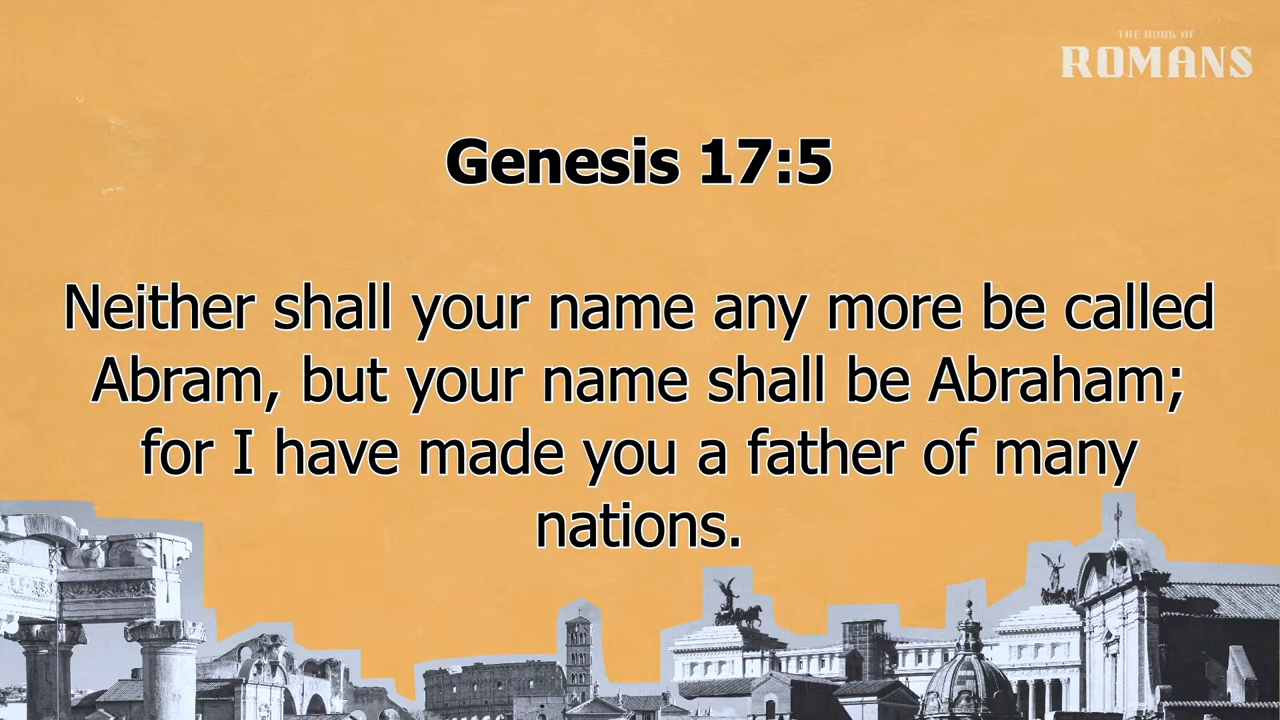 THE BOOK OF
ROMANS
Genesis 17:5
Neither shall your name any more be called
Abram, but your name shall be Abraham;
for I have made you a father of many
nations.